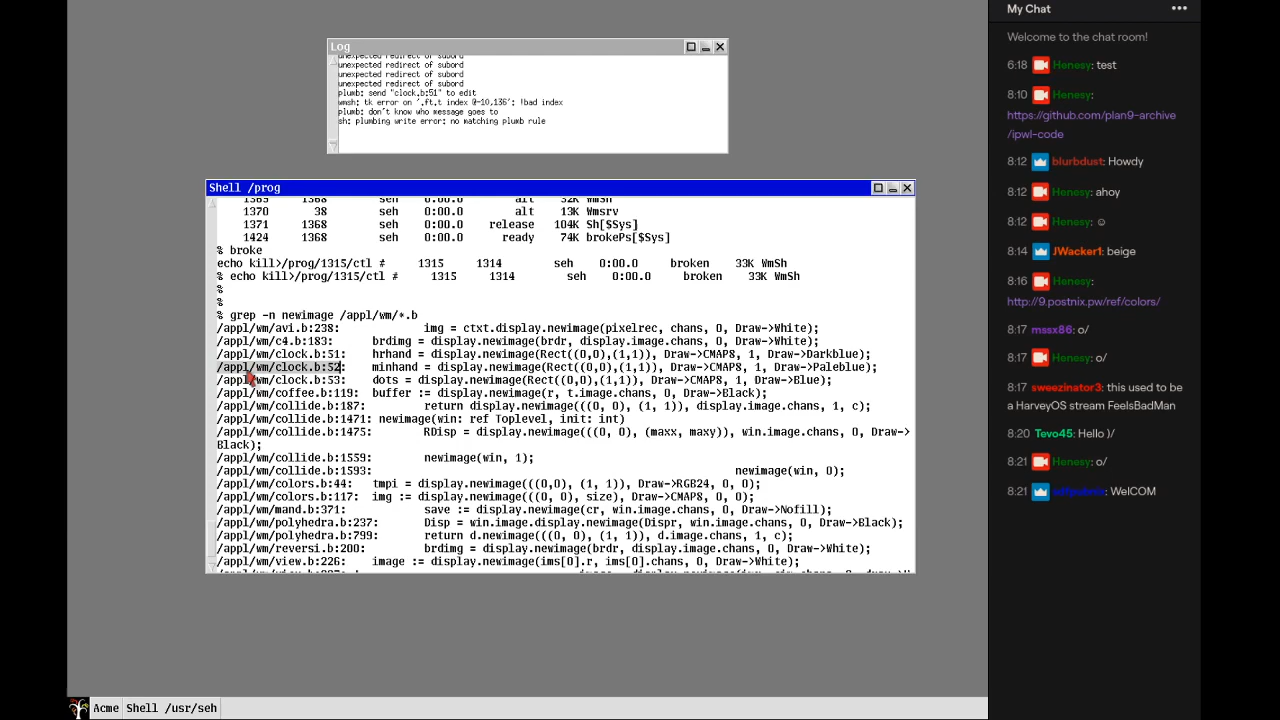 Log
unexpected redirect of subord
unexpected redirect of subord
unexpected redirect of subord
unexpected redirect of subord
plumb: send "clock.b:51" to edit
wmsh: tk error on '.ft.t index @-10,136': !bad index
plumb: don't know who message goes to
sh: plumbing write error: no matching plumb rule
Shell /prog
1365 1368 seh 0:00.0 alt 32K WmSh
1370 38 alt 13K Wmsrv
1371 1368 seh 0:00.0 release 104K Sh[$Sys]
1424 1368 seh 0:00.0 ready 74K brokePs[$Sys]
% broke
echo kill>/prog/1315/ctl # 1315 1314 seh 0:00.0 broken 33K WmSh
% echo kill>/prog/1315/ctl # 1315 1314 seh 0:00.0 broken 33K WmSh
%
%
%
% grep -n newimage /appl/wm/*.b
/appl/wm/avi.b:238: img = ctxt.display.newimage(pixelrec, chans, 0, Draw->White);
/appl/wm/c4.b:183: brdimg = display.newimage(brdr, display.image.chans, 0, Draw->White);
/appl/wm/clock.b:51: hrhand = display.newimage(Rect((0,0),(1,1)), Draw->CMAP8, 1, Draw->Darkblue);
/appl/wm/clock.b:52: minhand = display.newimage(Rect((0,0),(1,1)), Draw->CMAP8, 1, Draw->Paleblue);
/appl/wm/clock.b:53: dots = display.newimage(Rect((0,0),(1,1)), Draw->CMAP8, 1, Draw->Blue);
/appl/wm/coffee.b:119: buffer := display.newimage(r, t.image.chans, 0, Draw->Black);
/appl/wm/collide.b:187: return display.newimage(((0, 0), (1, 1)), display.image.chans, 1, c);
/appl/wm/collide.b:1471: newimage(win: ref Toplevel, init: int)
/appl/wm/collide.b:1475: RDisp = display.newimage(((0, 0), (maxx, maxy)), win.image.chans, 0, Draw->
Black);
/appl/wm/collide.b:1559: newimage(win, 1);
/appl/wm/collide.b:1593: newimage(win, 0);
/appl/wm/colors.b:44: tmpi = display.newimage(((0,0), (1, 1)), Draw->RGB24, 0, 0);
/appl/wm/colors.b:117: img := display.newimage(((0, 0), size), Draw->CMAP8, 0, 0);
/appl/wm/mand.b:371: save := display.newimage(cr, win.image.chans, 0, Draw->Nofill);
/appl/wm/polyhedra.b:237: Disp = win.image.display.newimage(Dispr, win.image.chans, 0, Draw->Black);
/appl/wm/polyhedra.b:799: return d.newimage(((0, 0), (1, 1)), d.image.chans, 1, c);
/appl/wm/reversi.b:200: brdimg = display.newimage(brdr, display.image.chans, 0, Draw->White);
/appl/wm/view.b:226: image := display.newimage(ims[0].r, ims[0].chans, 0, Draw->White);
Acme Shell /usr/seh
My Chat •••
Welcome to the chat room!
6:18 Henesy: test
8:10 Henesy:
https://github.com/plan9-archive
/ipwl-code
8:12 blurbdust: Howdy
8:12 Henesy: ahoy
8:12 Henesy: ☺
8:14 JWacker1: beige
8:16 Henesy:
http://9.postnix.pw/ref/colors/
8:17 mssx86: o/
8:17 Henesy: o/
8:17 sweezinator3: this used to be
a HarveyOS stream FeelsBadMan
8:20 Tevo45: Hello )/
8:21 Henesy: o/
8:21 WelCOM